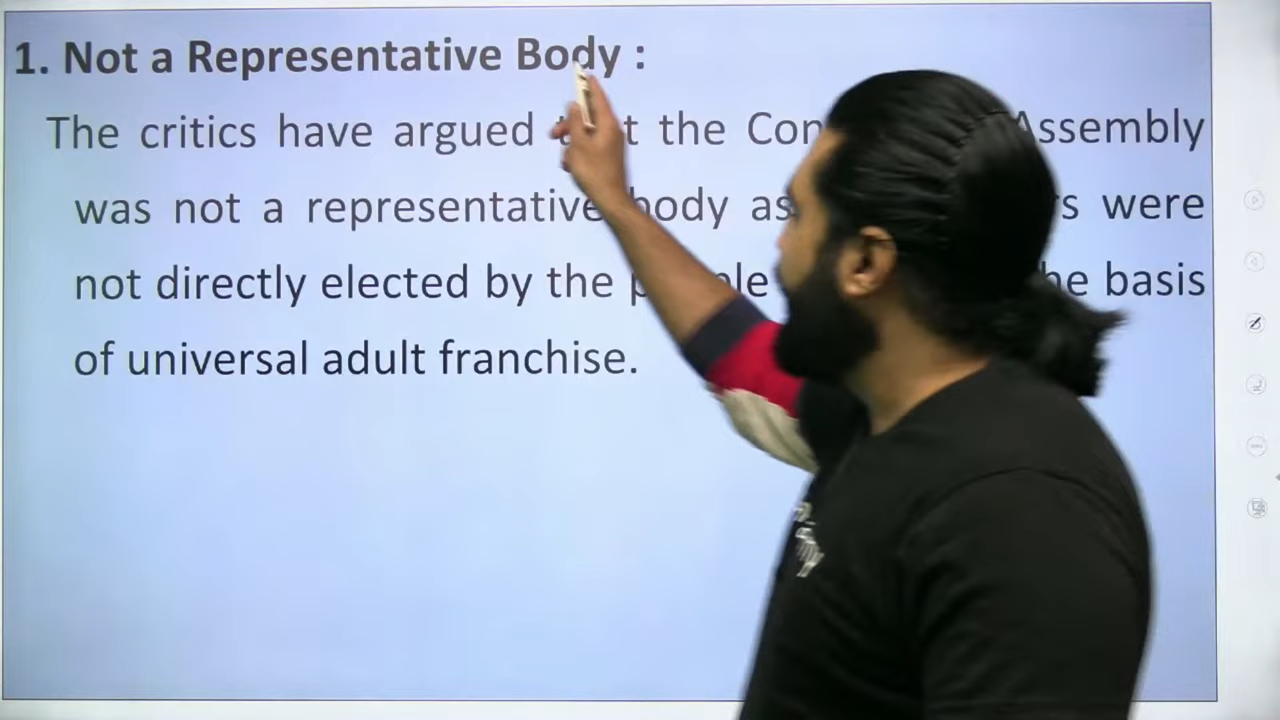 1. Not a Representative Body :
The critics have argued the Assembly
was not a representative body as were
not directly elected by the basis
of universal adult franchise.